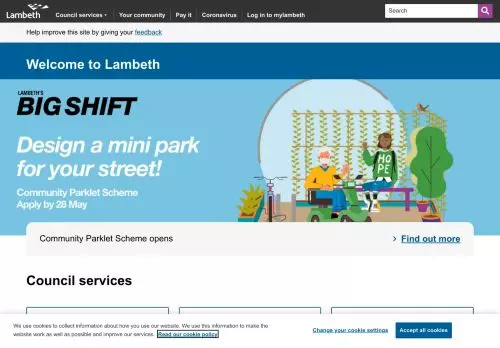 Lambeth
Council services
Your community
Pay it
Coronavirus
Log in to mylambeth
Search
Help improve this site by giving your feedback
Welcome to Lambeth
LAMBETH'S
BIG SHIFT
Design a mini park
for your street!
Community Parklet Scheme
Apply by 28 May
HOPE
Community Parklet Scheme opens
Find out more
Council services
We use cookies to collect information about how you use our website. We use this information to make the
website work as well as possible and improve our services. Read our cookie policy
Change your cookie settings
Accept all cookies